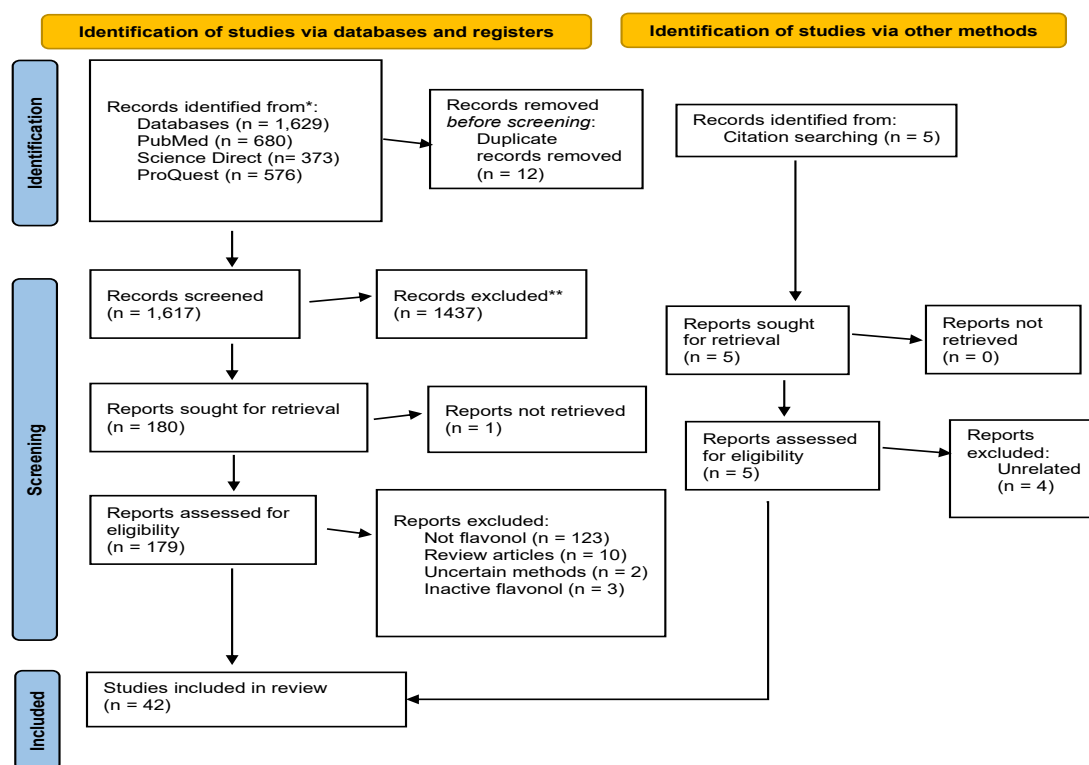 Identification of studies via databases and registers
Identification of studies via other methods
Identification
Records identified from*:
Databases (n = 1,629)
PubMed (n = 680)
Science Direct (n= 373)
ProQuest (n = 576)
Records removed
before screening:
Duplicate
records removed
(n = 12)
Records identified from:
Citation searching (n = 5)
Screening
Records screened
(n = 1,617)
Records excluded**
(n = 1437)
Reports sought
for retrieval
(n = 5)
Reports not
retrieved
(n = 0)
Reports sought for retrieval
(n = 180)
Reports not retrieved
(n = 1)
Reports assessed
for eligibility
(n = 5)
Reports
excluded:
Unrelated
(n = 4)
Reports assessed for
eligibility
(n = 179)
Reports excluded:
Not flavonol (n = 123)
Review articles (n = 10)
Uncertain methods (n = 2)
Inactive flavonol (n = 3)
Included
Studies included in review
(n = 42)